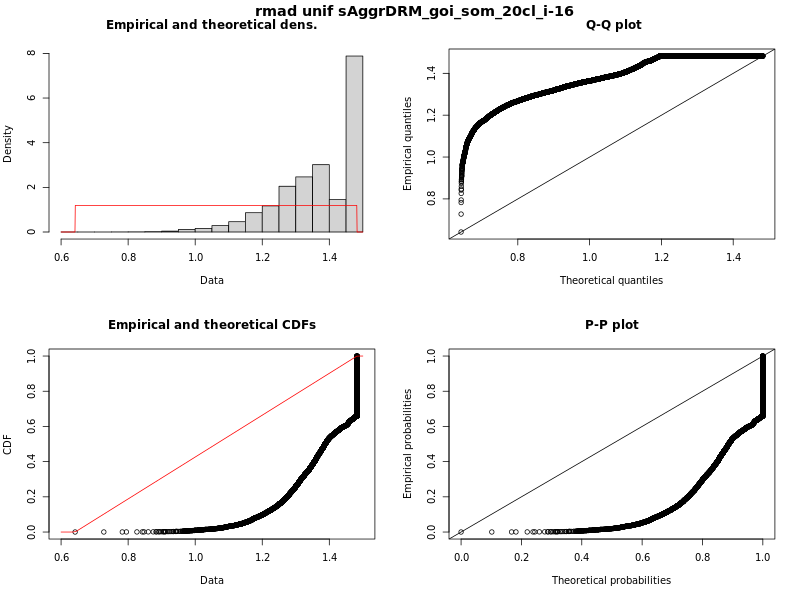 rmad unif sAggrDRM_goi_som_20cl_i-16
Empirical and theoretical dens.
Density
0 2 4 6 8
0.6 0.8 1.0 1.2 1.4
Data
Q-Q plot
Empirical quantiles
0.8 1.0 1.2 1.4
0.8 1.0 1.2 1.4
Theoretical quantiles
Empirical and theoretical CDFs
CDF
0.0 0.2 0.4 0.6 0.8 1.0
0.6 0.8 1.0 1.2 1.4
Data
P-P plot
Empirical probabilities
0.0 0.2 0.4 0.6 0.8 1.0
0.0 0.2 0.4 0.6 0.8 1.0
Theoretical probabilities